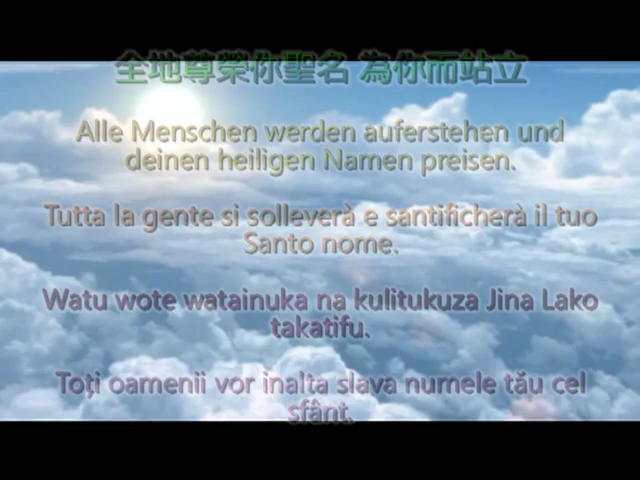 全地尊榮你聖名 為你而站立
Alle Menschen werden auferstehen und
deinen heiligen Namen preisen.
Tutta la gente si solleverà e santificherà il tuo
Santo nome.
Watu wote watainuka na kulitukuza Jina Lako
takatifu.
Toți oamenii vor inalta slava numele tău cel
sfânt.